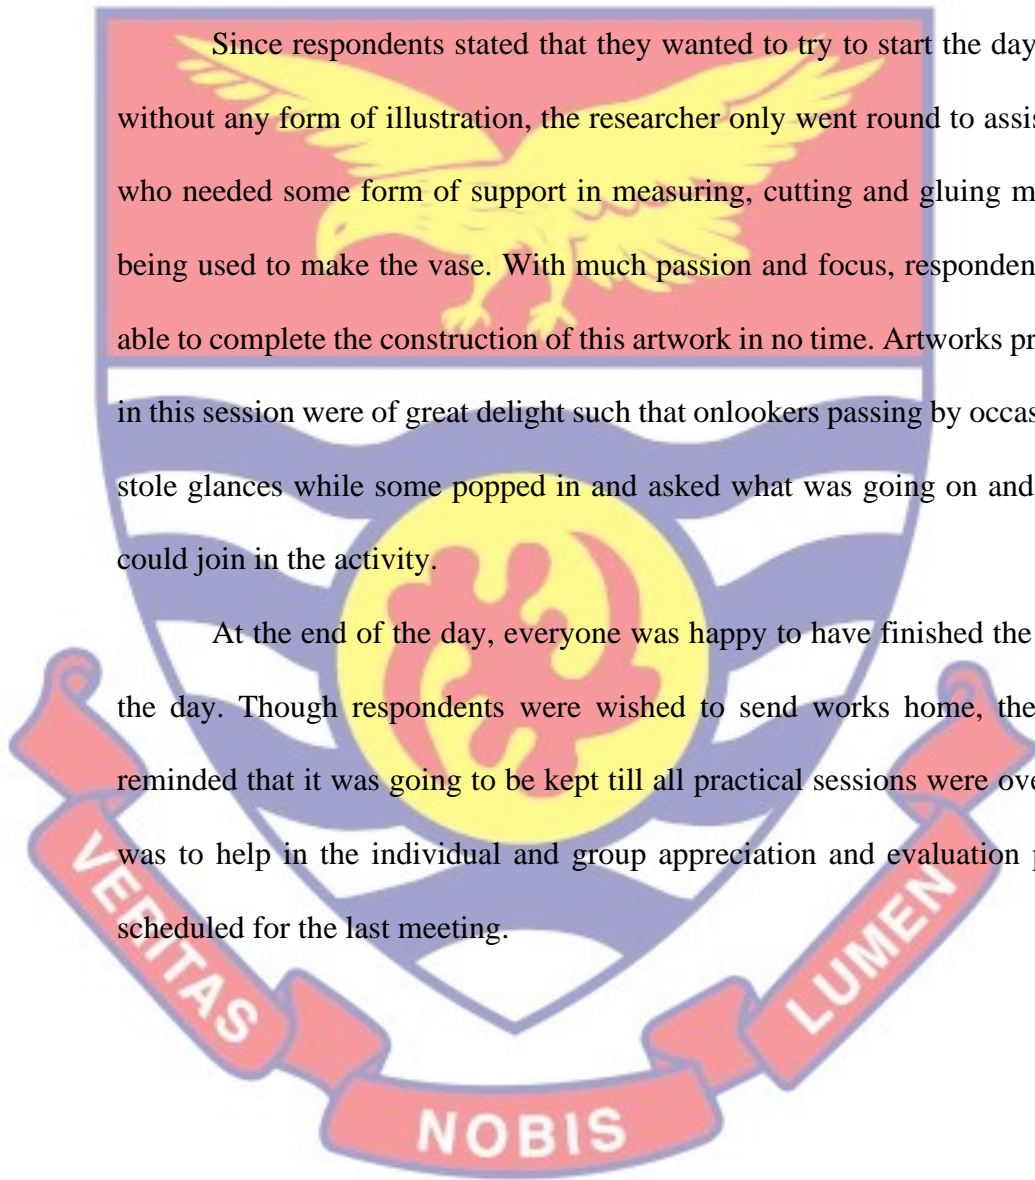 Since respondents stated that they wanted to try to start the day
without any form of illustration, the researcher only went round to
who needed some form of support in measuring, cutting and gluing
being used to make the vase. With much passion and focus,
able to complete the construction of this artwork in no time. Artworks
in this session were of great delight such that onlookers passing by
stole glances while some popped in and asked what was going on and
could join in the activity.
At the end of the day, everyone was happy to have finished the
the day. Though respondents were wished to send works home,
reminded that it was going to be kept till all practical sessions were
was to help in the individual and group appreciation and evaluation
scheduled for the last meeting.
VERITAS
NOBIS
LUMEN